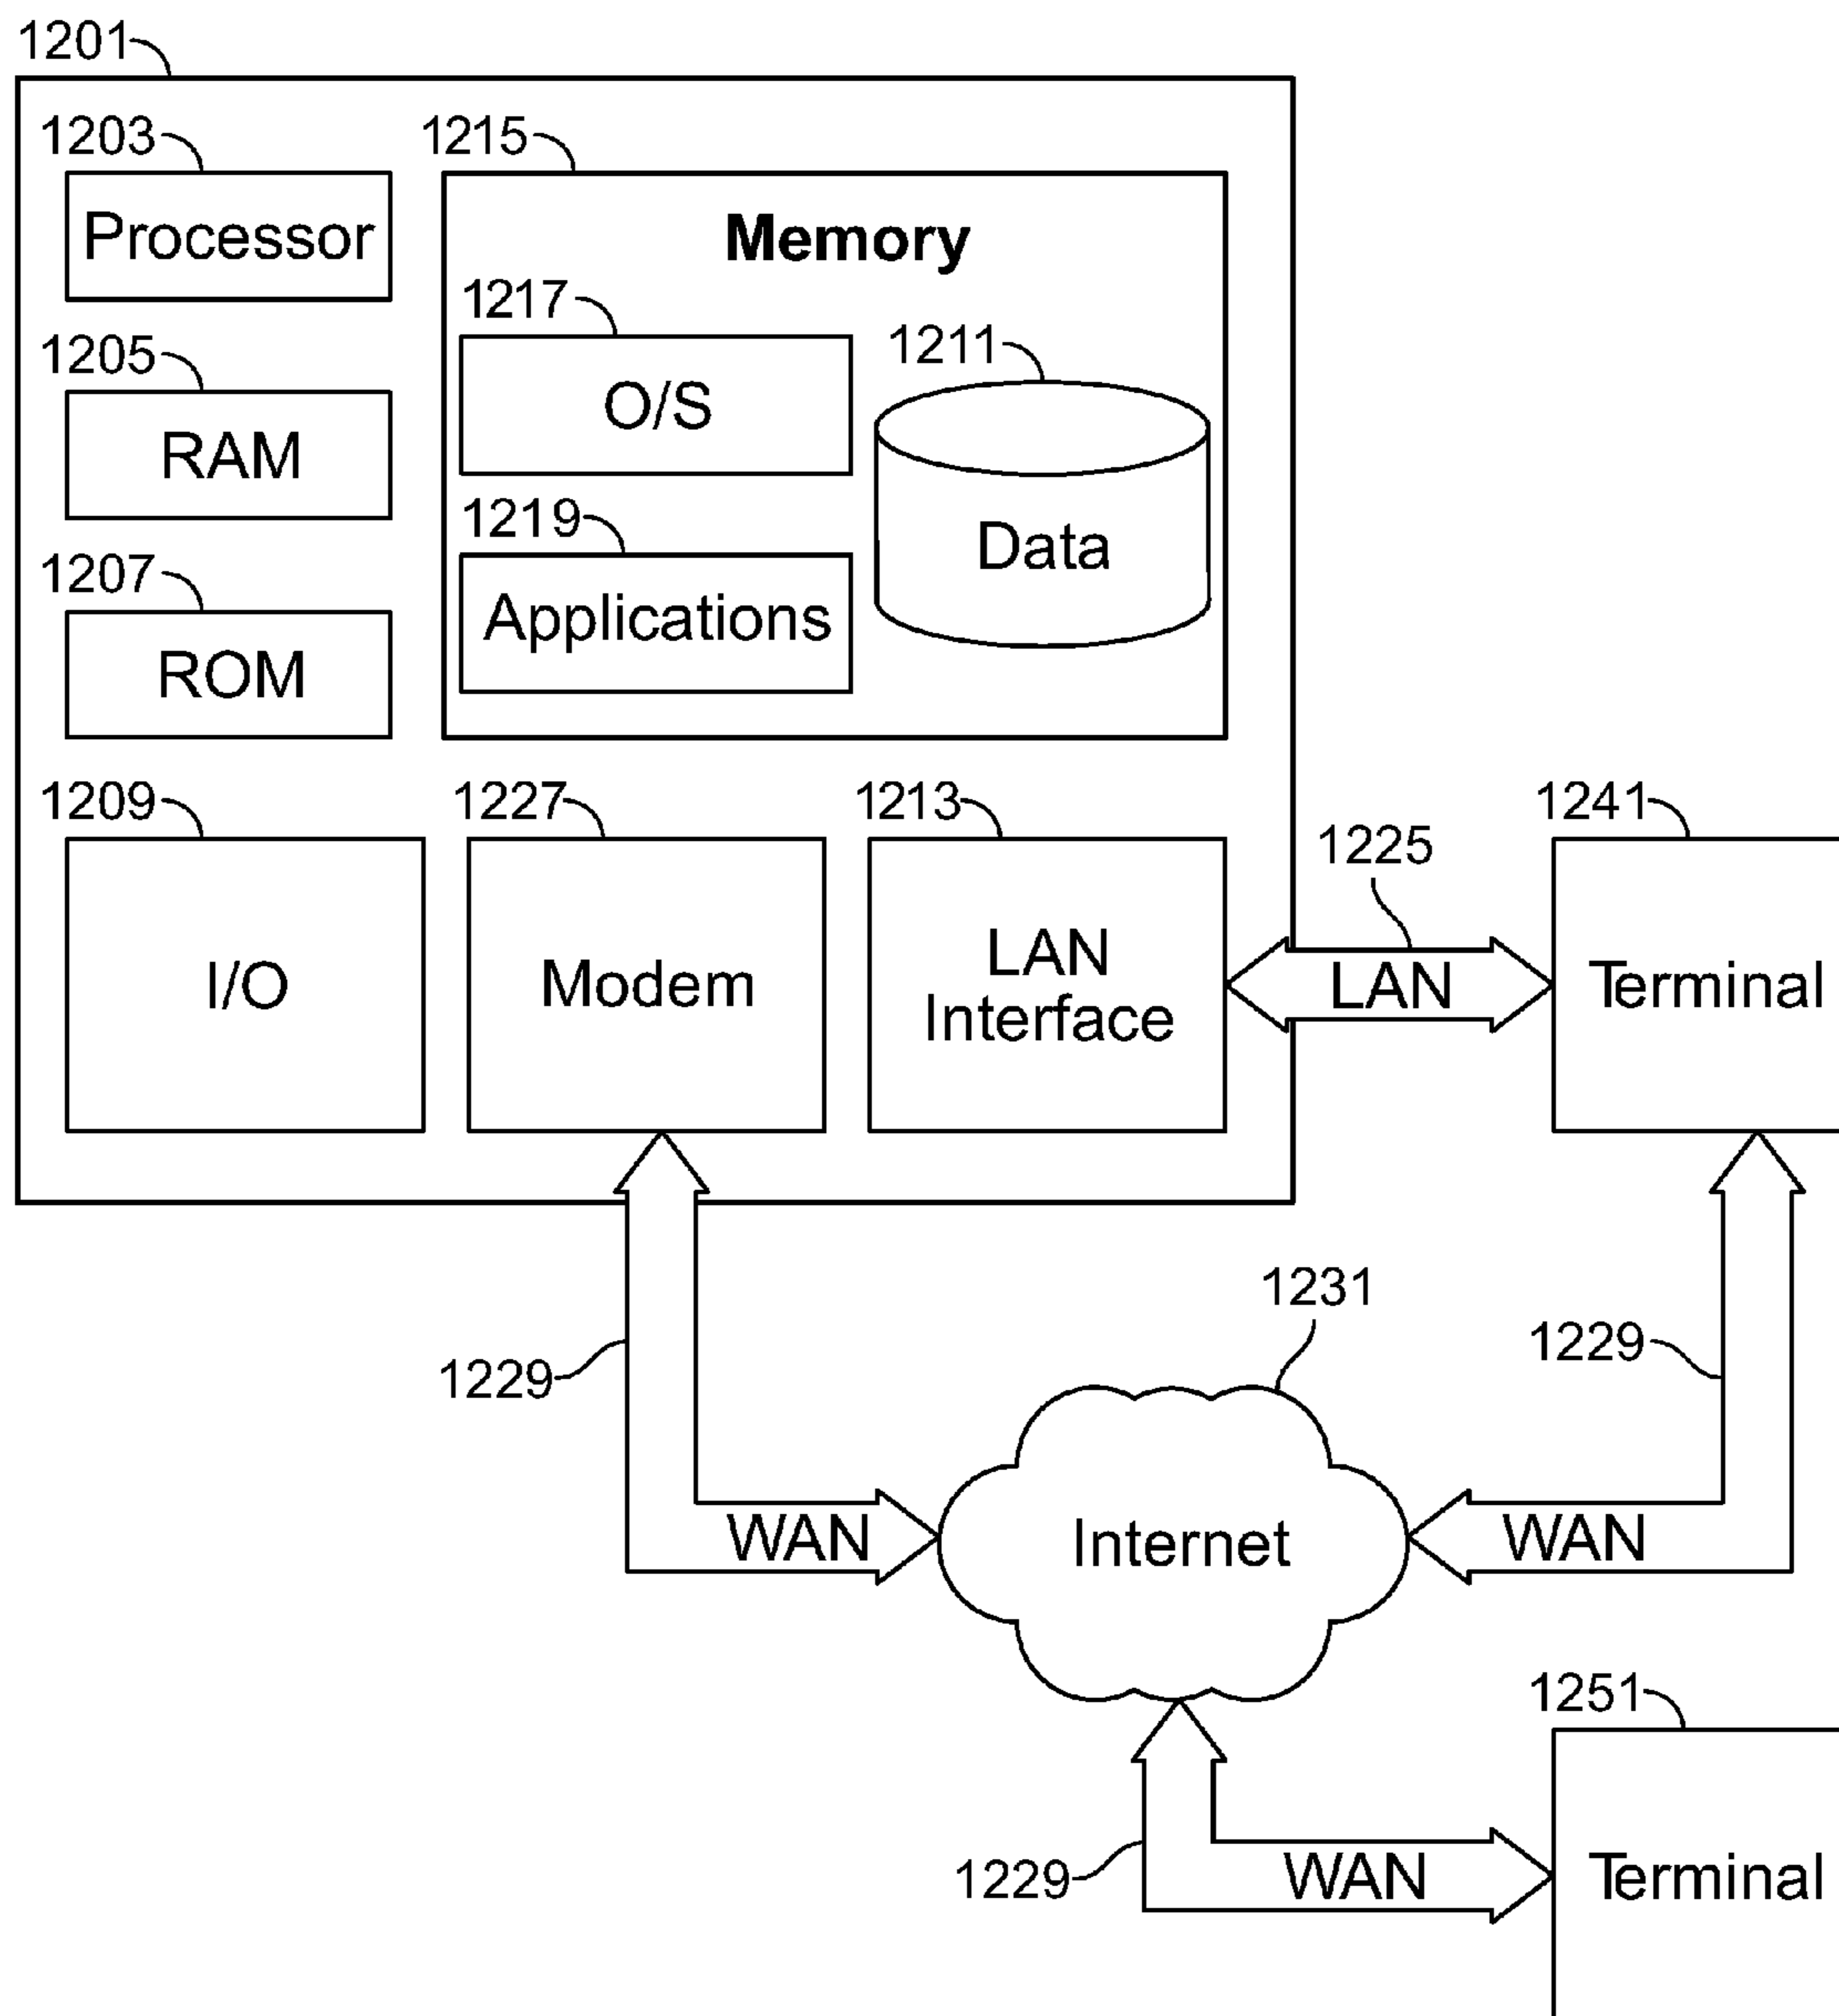 1201
1203
Processor
1205
RAM
1207
ROM
1215
Memory
1217
O/S
1211
Data
1219
Applications
1209
I/O
1227
Modem
1213
LAN
Interface
1225
LAN
1241
Terminal
1229
WAN
1231
Internet
1229
WAN
1229
WAN
1251
Terminal